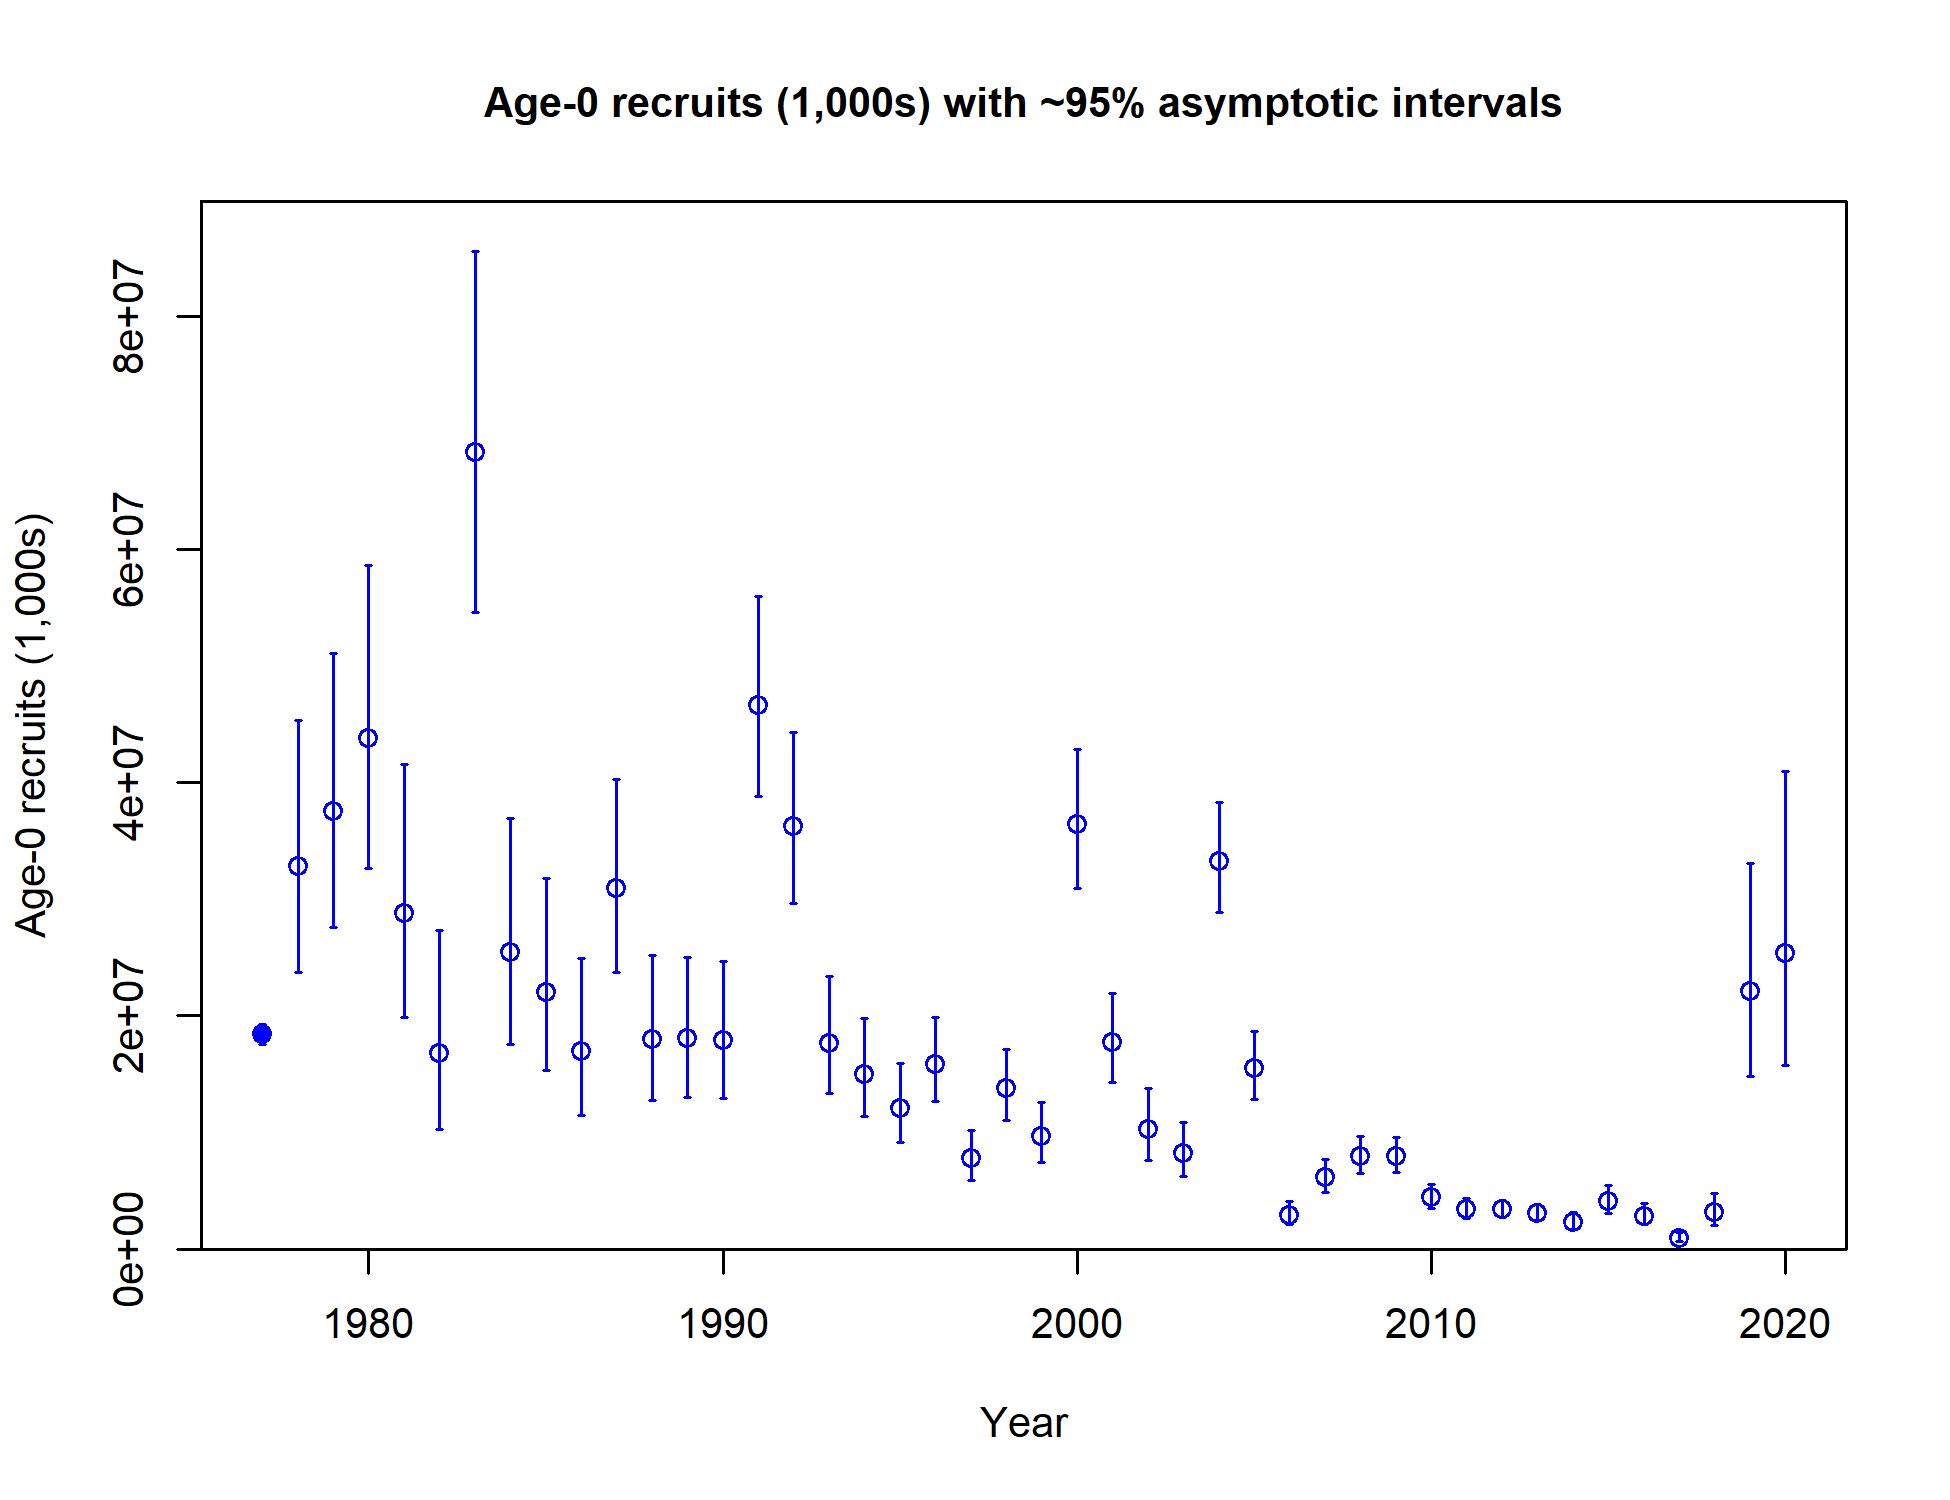 Age-0 recruits (1,000s) with ~95% asymptotic intervals
Age-0 recruits (1,000s)
8e+07
6e+07
4e+07
2e+07
0e+00
1980
1990
2000
2010
2020
Year